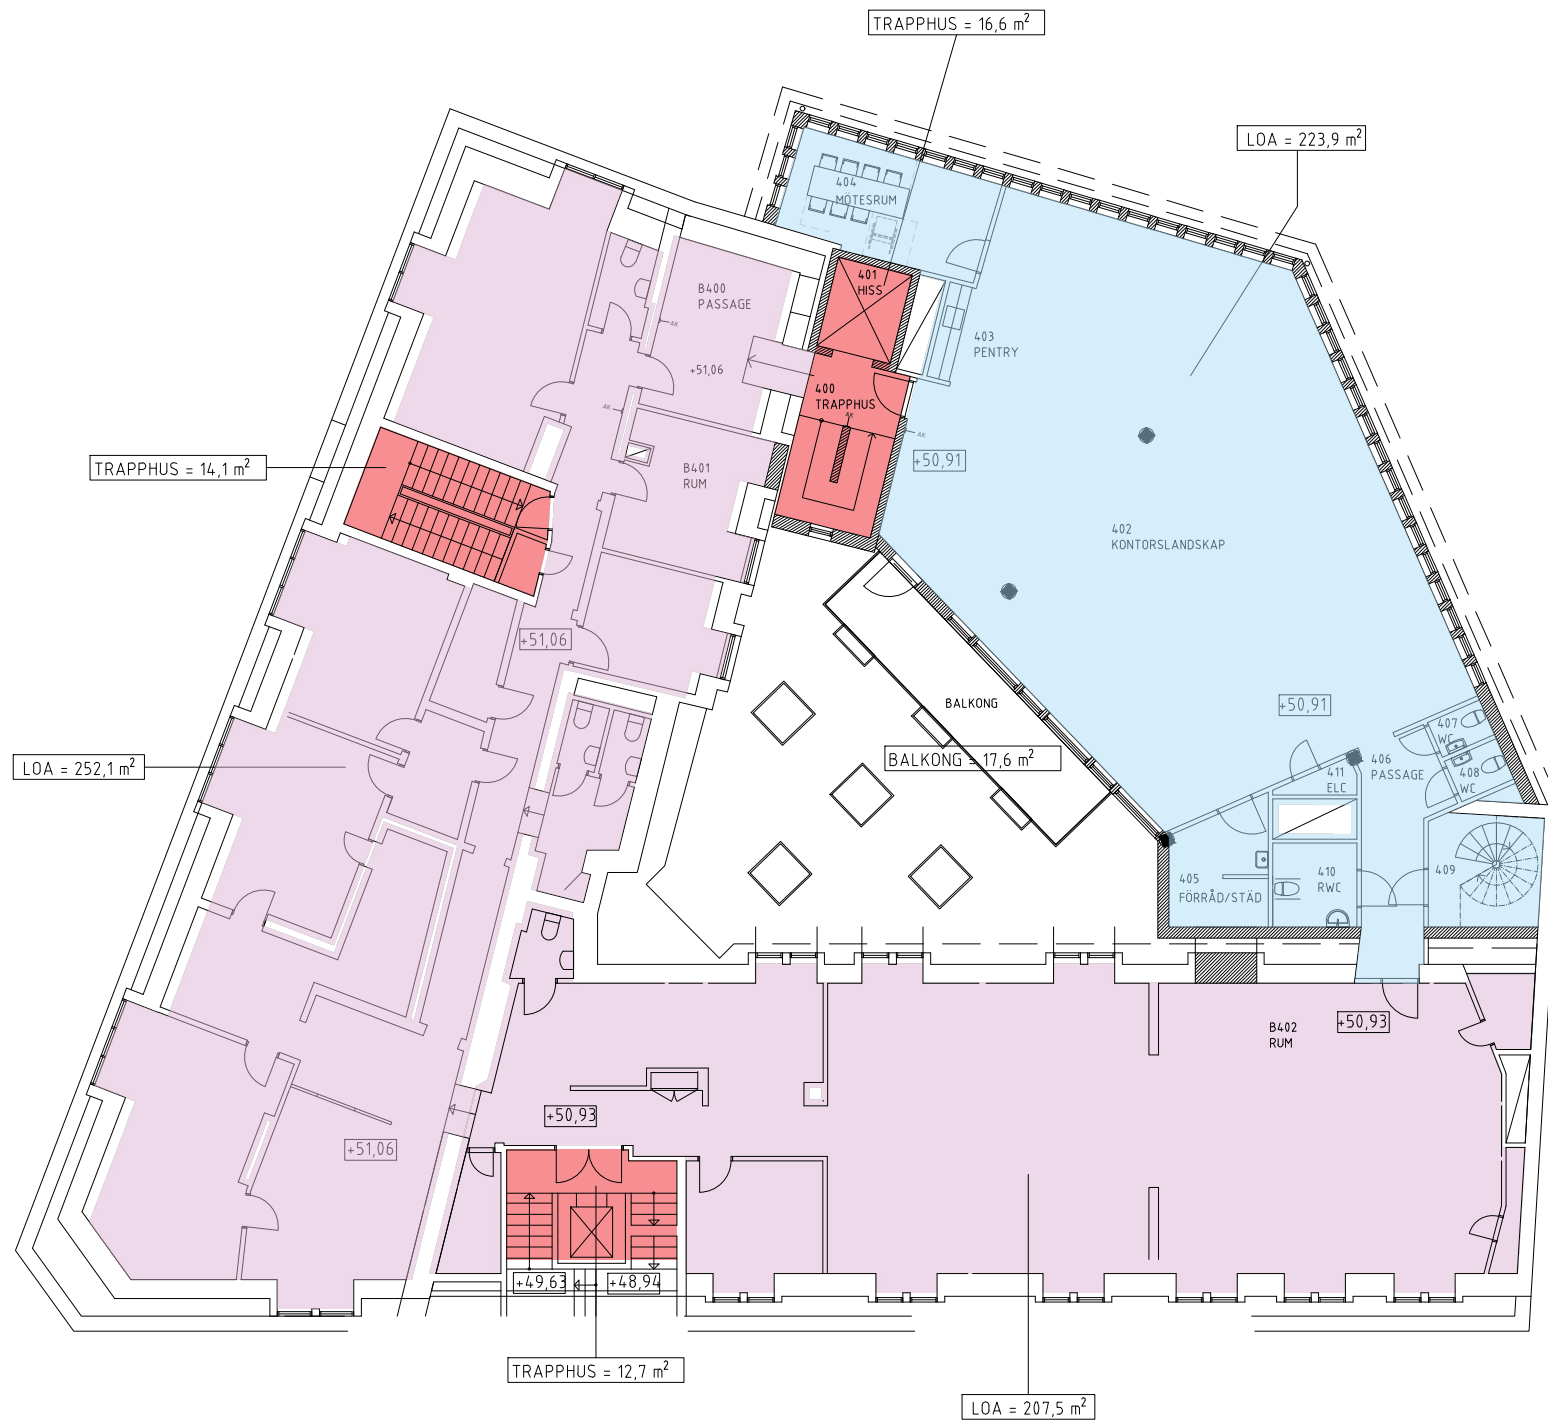 TRAPPHUS = 16,6 m²
LOA = 223,9 m²
404
MÖTESRUM
401
HISS
B400
PASSAGE
AK
+51,06
403
PENTRY
400
TRAPPHUS
AK
AK
AK
+50,91
B401
RUM
TRAPPHUS = 14,1 m²
402
KONTORSLANDSKAP
+51,06
BALKONG
+50,91
407
WC
BALKONG = 17,6 m²
406
PASSAGE
408
WC
411
ELC
LOA = 252,1 m²
405
FÖRRÅD/STÄD
410
RWC
409
B402
RUM
+50,93
+50,93
+51,06
+49,63
+48,94
TRAPPHUS = 12,7 m²
LOA = 207,5 m²